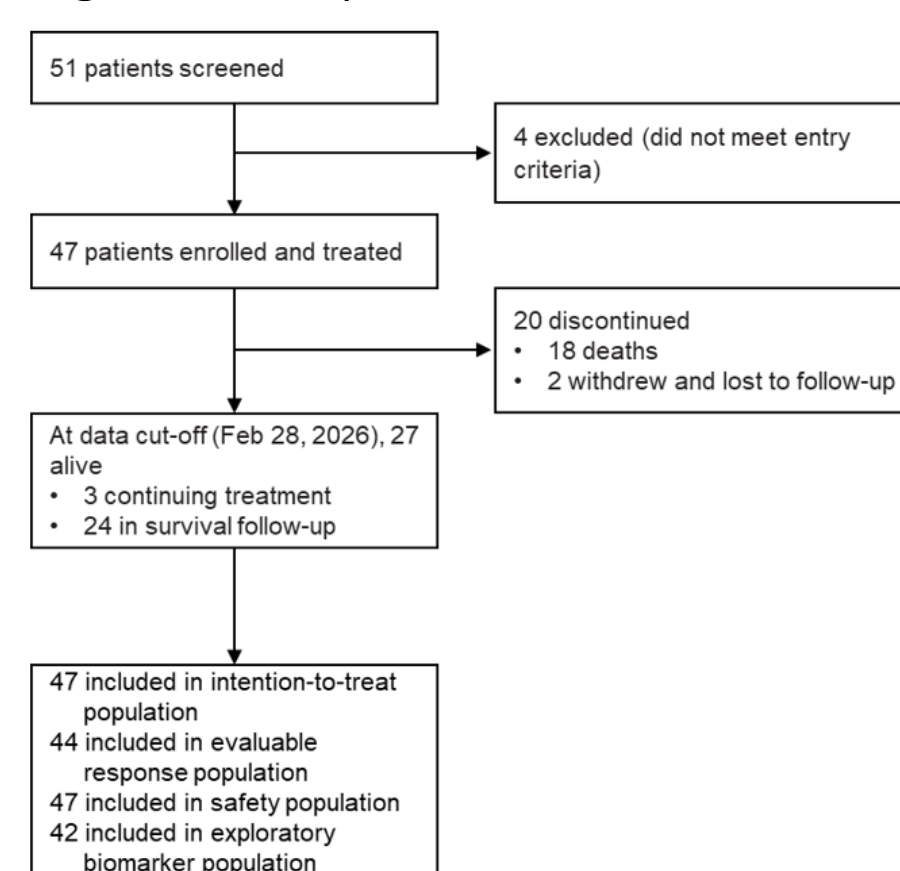 51 patients screened
4 excluded (did not meet entry
criteria)
47 patients enrolled and treated
20 discontinued
• 18 deaths
• 2 withdrew and lost to follow-up
At data cut-off (Feb 28, 2026), 27
alive
• 3 continuing treatment
• 24 in survival follow-up
47 included in intention-to-treat
population
44 included in evaluable
response population
47 included in safety population
42 included in exploratory
biomarker population